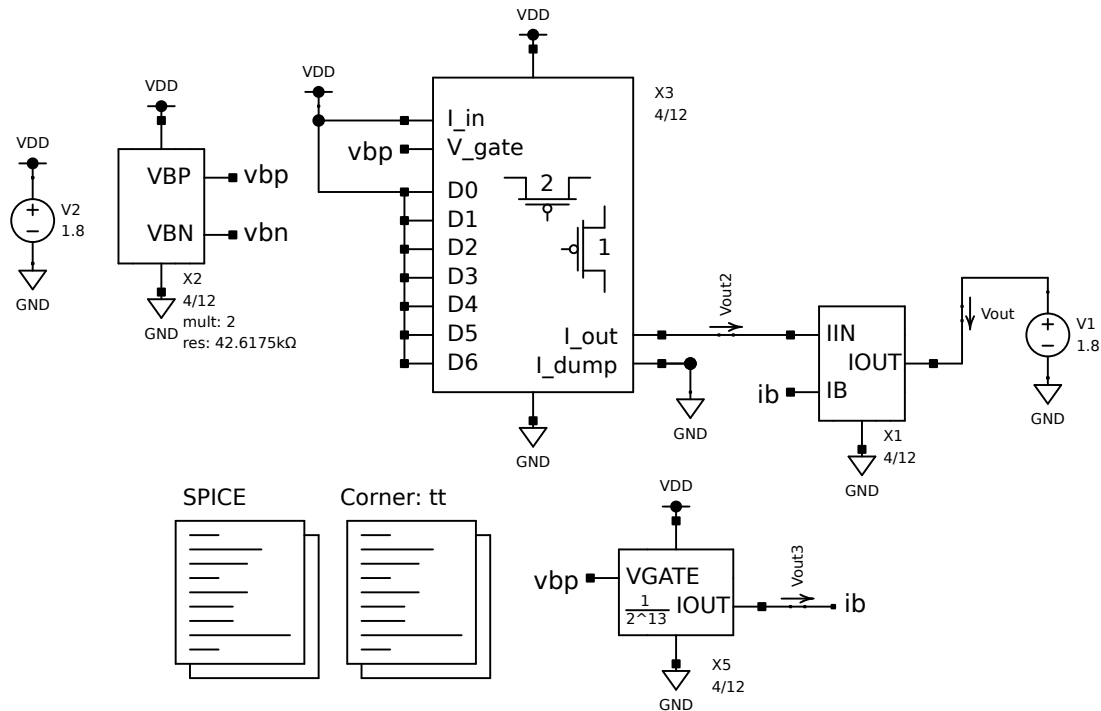 VDD
VDD
VDD
VDD
X3
4/12
I_in
V_gate
vbp
D0
D1
D2
D3
D4
D5
D6
2
1
I_out
I_dump
VBP
VBN
vbp
vbn
V2
1.8
GND
X2
4/12
mult: 2
res: 42.6175kΩ
GND
GND
Vout2
GND
IIN
IOUT
IB
ib
X1
4/12
GND
Vout
V1
1.8
GND
SPICE
Corner: tt
VDD
vbp
VGATE
1
2^13
IOUT
Vout3
ib
X5
4/12
GND